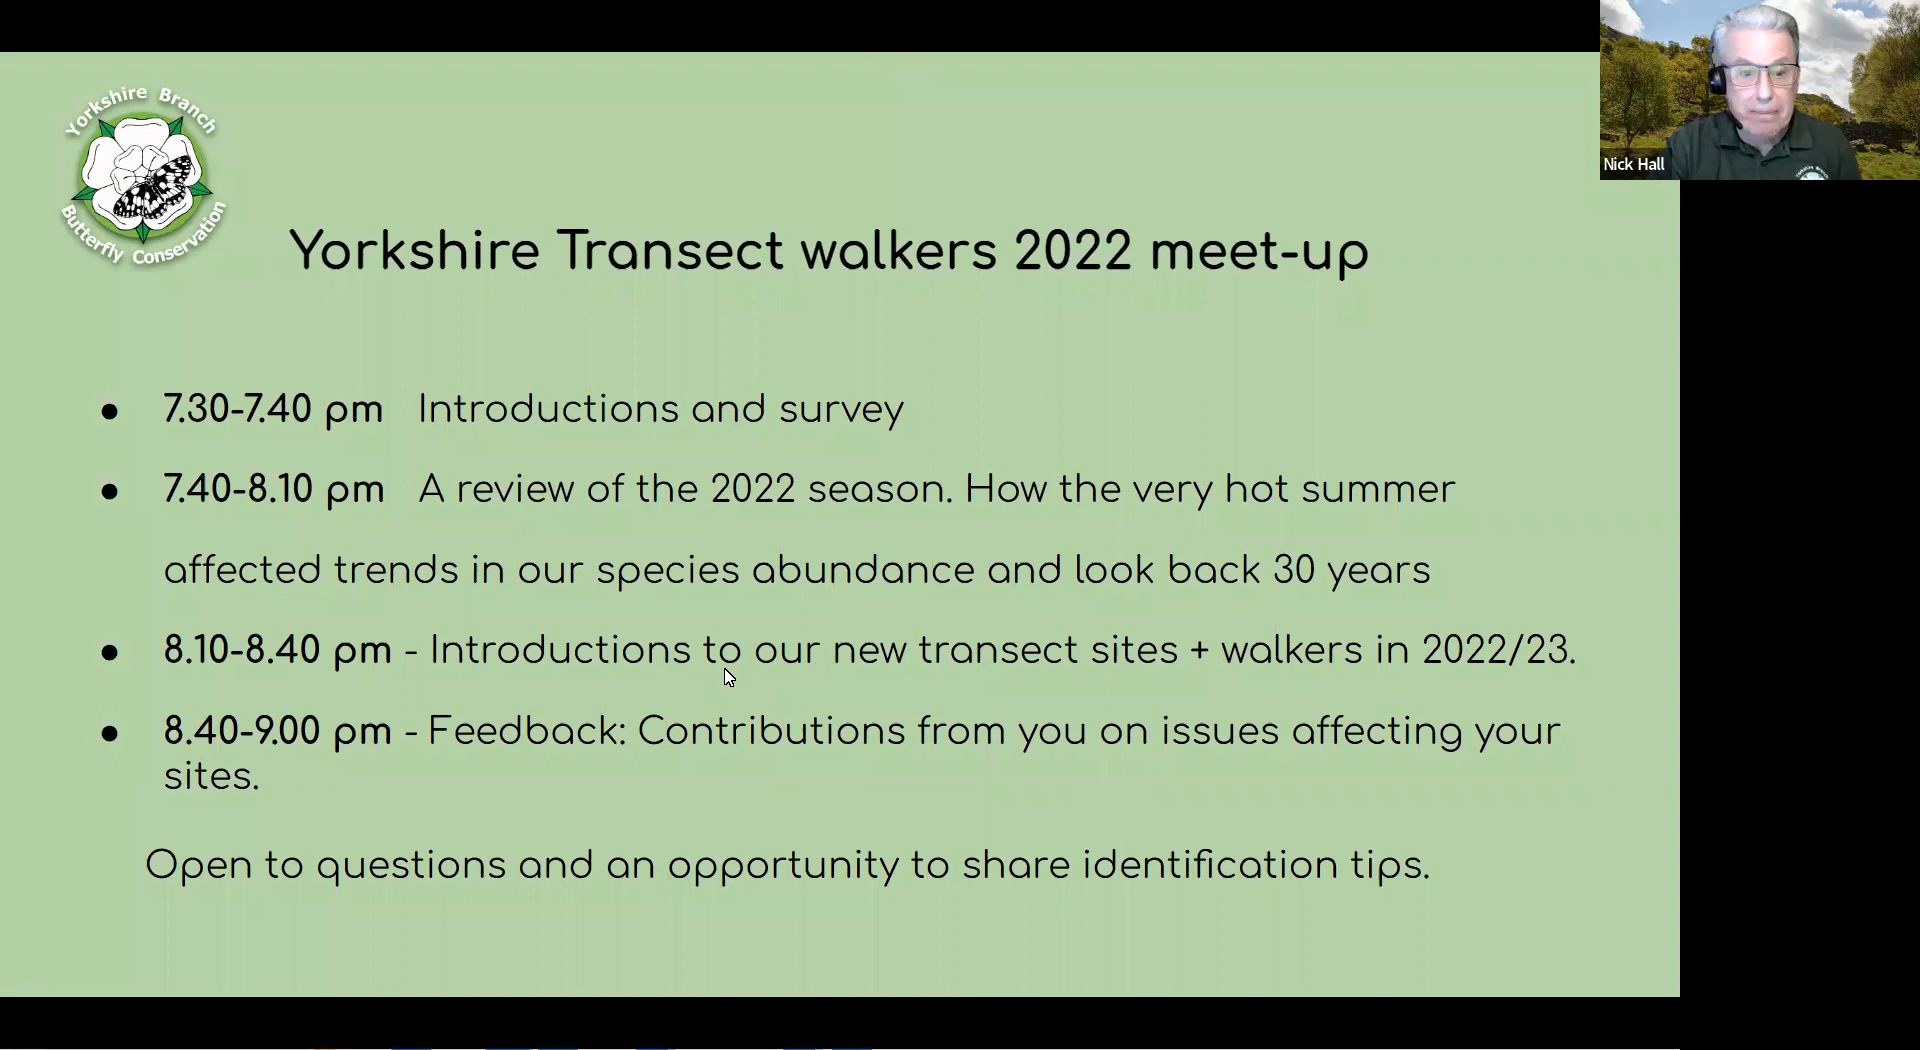 Yorkshire Branch
Butterfly Conservation
Nick Hall
Yorkshire Transect walkers 2022 meet-up
● 7.30-7.40 pm Introductions and survey
● 7.40-8.10 pm A review of the 2022 season. How the very hot summer
affected trends in our species abundance and look back 30 years
● 8.10-8.40 pm - Introductions to our new transect sites + walkers in 2022/23.
● 8.40-9.00 pm - Feedback: Contributions from you on issues affecting your
sites.
Open to questions and an opportunity to share identification tips.